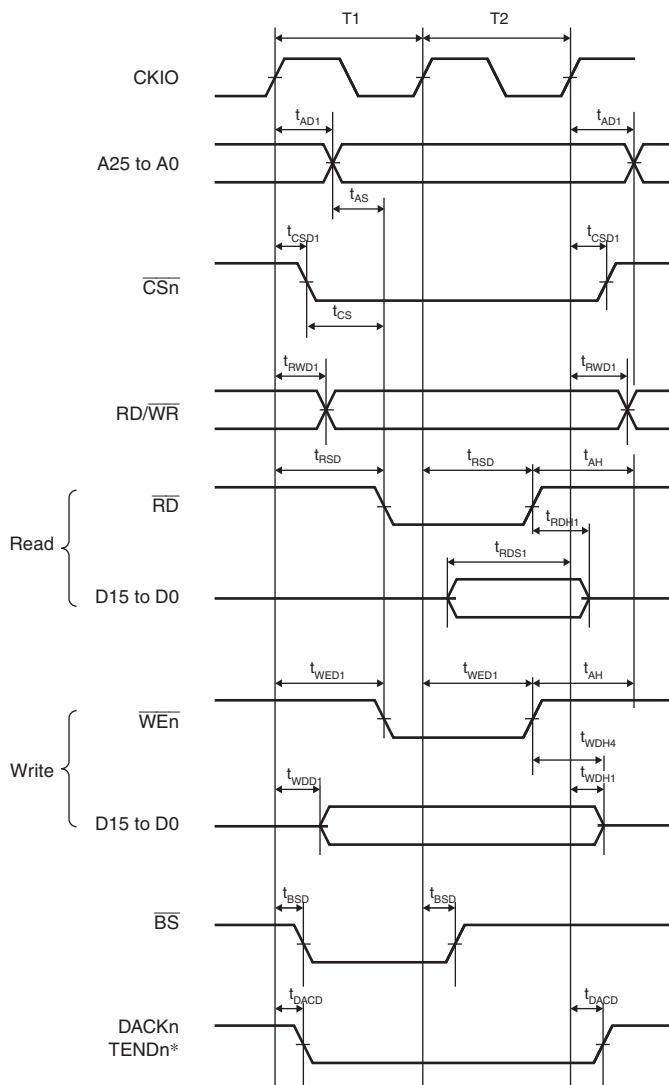 T1 T2
CKIO
tAD1 tAD1
A25 to A0
tAS
tCSD1 tCSD1
CSn
tCS
tRWD1 tRWD1
RD/WR
tRSD tRSD tAH
RD
tRDH1
Read
tRDS1
D15 to D0
tWED1 tWED1 tAH
WEn
tWDH4
Write
tWDD1 tWDH1
D15 to D0
tBSD tBSD
BS
tDACD tDACD
DACKn
TENDn*